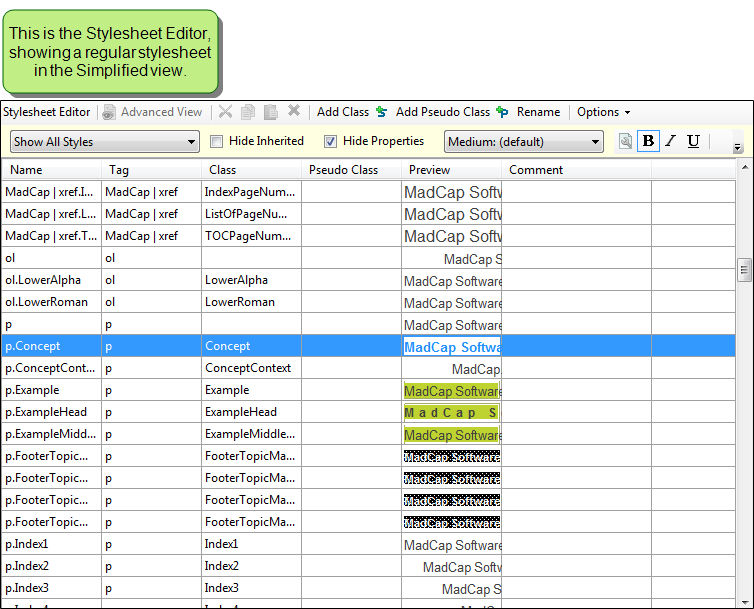 This is the Stylesheet Editor,
showing a regular stylesheet
in the Simplified view.
Stylesheet Editor Advanced View Add Class Add Pseudo Class Rename Options
Show All Styles Hide Inherited Hide Properties Medium: (default) B I U
Name Tag Class Pseudo Class Preview Comment
MadCap | xref.I... MadCap | xref IndexPageNum... MadCap Softw
MadCap | xref.L... MadCap | xref ListOfPageNu... MadCap Softw
MadCap | xref.T... MadCap | xref TOCPageNum... MadCap Softw
ol ol MadCap S
ol.LowerAlpha ol LowerAlpha MadCap Software
ol.LowerRoman ol LowerRoman MadCap Software
p p MadCap Software
p.Concept p Concept MadCap Softwa
p.ConceptCont... p ConceptContext MadCap
p.Example p Example MadCap Software
p.ExampleHead p ExampleHead MadCap S
p.ExampleMidd... p ExampleMiddle... MadCap Software
p.FooterTopic... p FooterTopicMa... MadCap Software
p.FooterTopic... p FooterTopicMa... MadCap Software
p.FooterTopic... p FooterTopicMa... MadCap Software
p.FooterTopic... p FooterTopicMa... MadCap Software
p.Index1 p Index1 MadCap Software
p.Index2 p Index2 MadCap Softw
p.Index3 p Index3 MadCap S